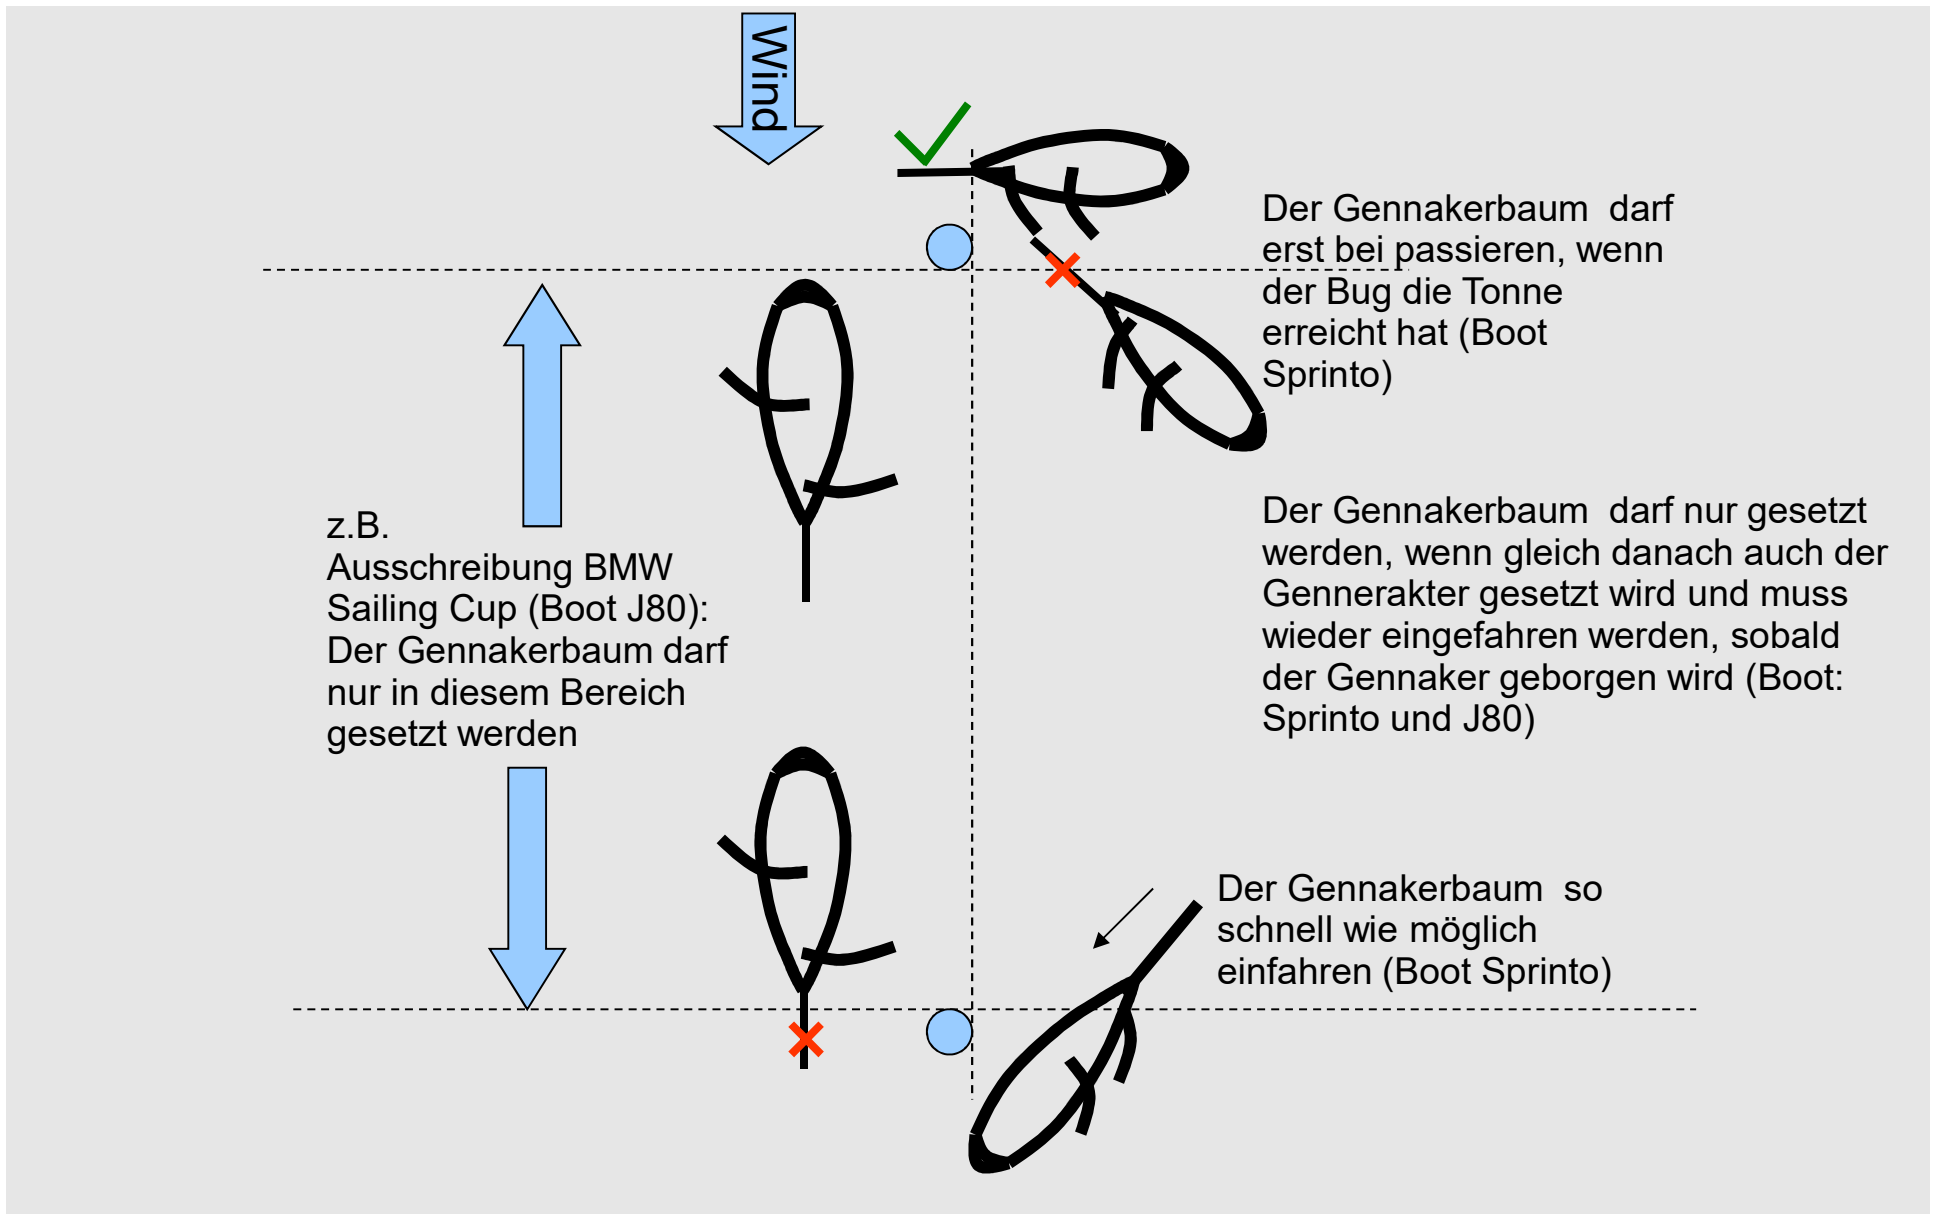 Wind
Der Gennakerbaum  darf
erst bei passieren, wenn
der Bug die Tonne
erreicht hat (Boot
Sprinto)
z.B.
Ausschreibung BMW
Sailing Cup (Boot J80):
Der Gennakerbaum darf
nur in diesem Bereich
gesetzt werden
Der Gennakerbaum  darf nur gesetzt
werden, wenn gleich danach auch der
Gennerakter gesetzt wird und muss
wieder eingefahren werden, sobald
der Gennaker geborgen wird (Boot:
Sprinto und J80)
Der Gennakerbaum  so
schnell wie möglich
einfahren (Boot Sprinto)